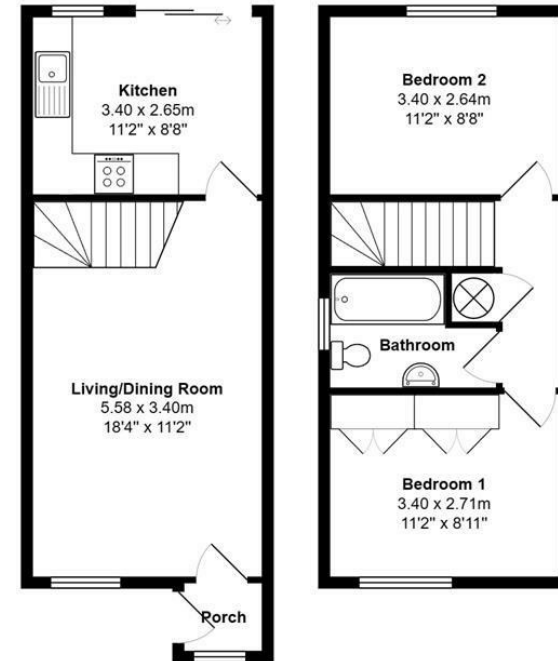 Kitchen
3.40 x 2.65m
11'2" x 8'8"
Living/Dining Room
5.58 x 3.40m
18'4" x 11'2"
Porch
Bedroom 2
3.40 x 2.64m
11'2" x 8'8"
Bathroom
Bedroom 1
3.40 x 2.71m
11'2" x 8'11"